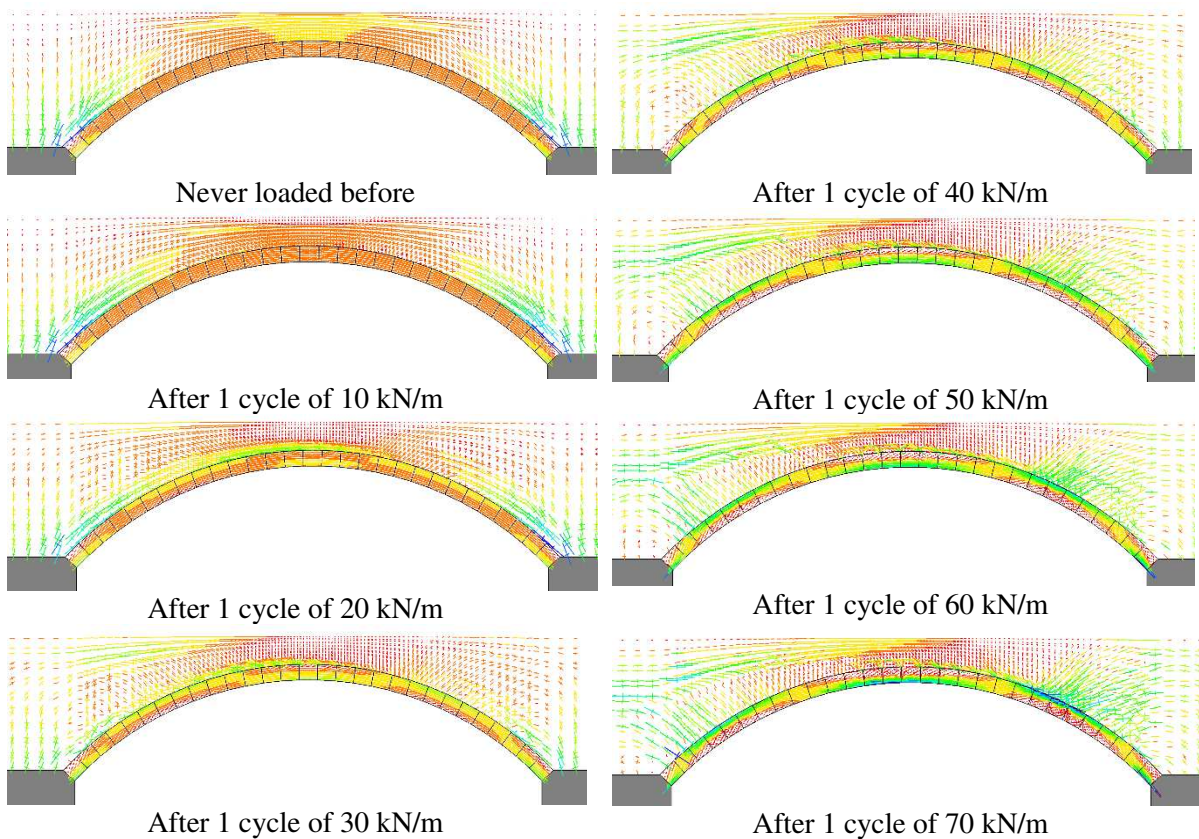 Never loaded before
After 1 cycle of 10 kN/m
After 1 cycle of 20 kN/m
After 1 cycle of 30 kN/m
After 1 cycle of 40 kN/m
After 1 cycle of 50 kN/m
After 1 cycle of 60 kN/m
After 1 cycle of 70 kN/m